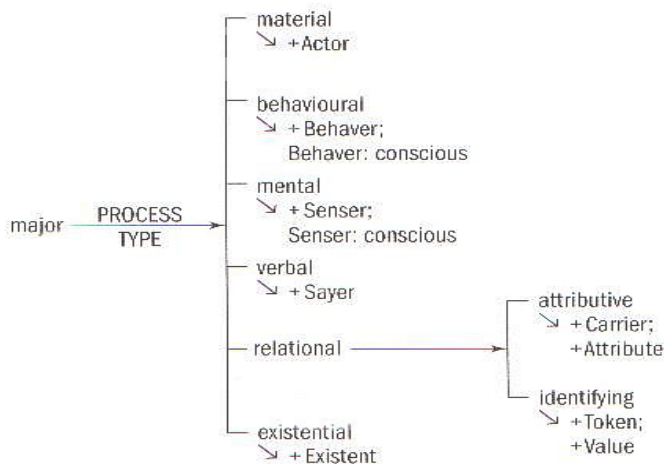 material
↘ +Actor
behavioural
↘ + Behaver;
Behaver: conscious
mental
↘ + Senser;
Senser: conscious
major
PROCESS
TYPE
verbal
↘ + Sayer
relational
attributive
↘ +Carrier;
+Attribute
identifying
↘ +Token;
+Value
existential
↘ + Existent